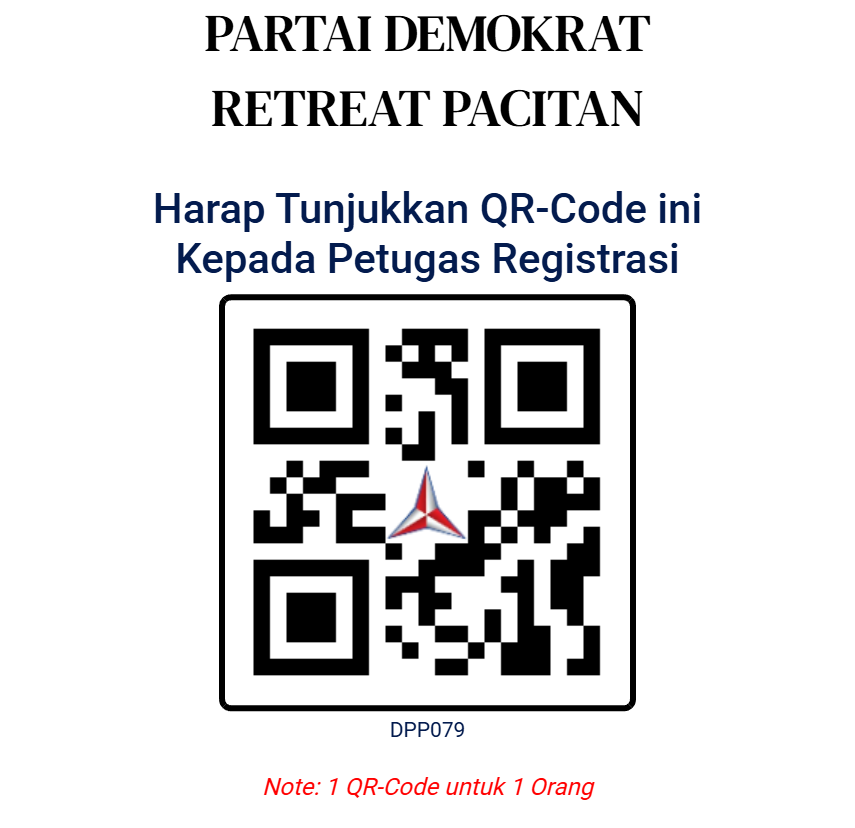 PARTAI DEMOKRAT
RETREAT PACITAN
Harap Tunjukkan QR-Code ini
Kepada Petugas Registrasi
DPP079
Note: 1 QR-Code untuk 1 Orang